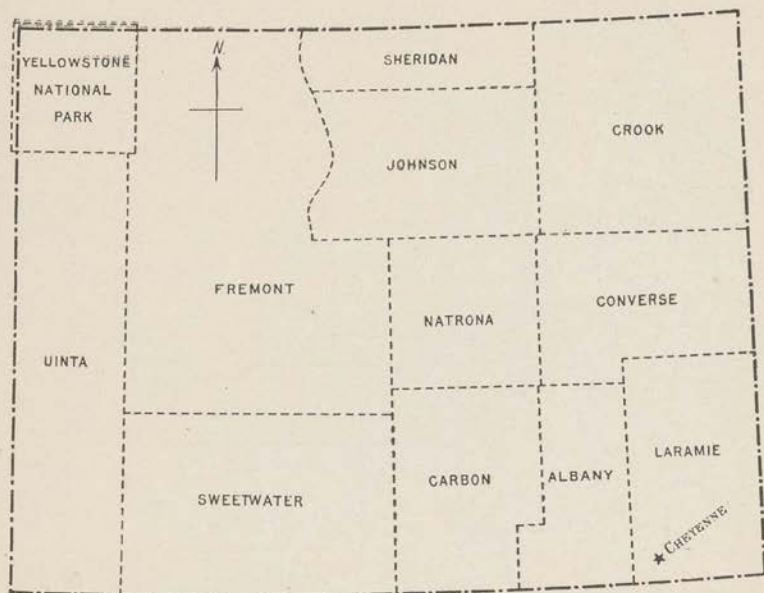 YELLOWSTONE
NATIONAL
PARK
N.
SHERIDAN
CROOK
JOHNSON
FREMONT
NATRONA
CONVERSE
UINTA
SWEETWATER
CARBON
ALBANY
LARAMIE
CHEYENNE